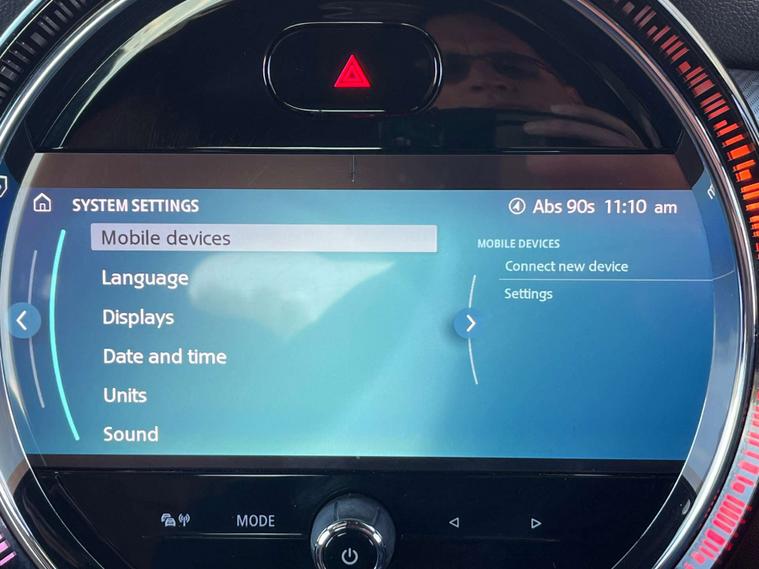 SYSTEM SETTINGS
Abs 90s 11:10 am
Mobile devices
Language
Displays
Date and time
Units
Sound
MOBILE DEVICES
Connect new device
Settings
MODE